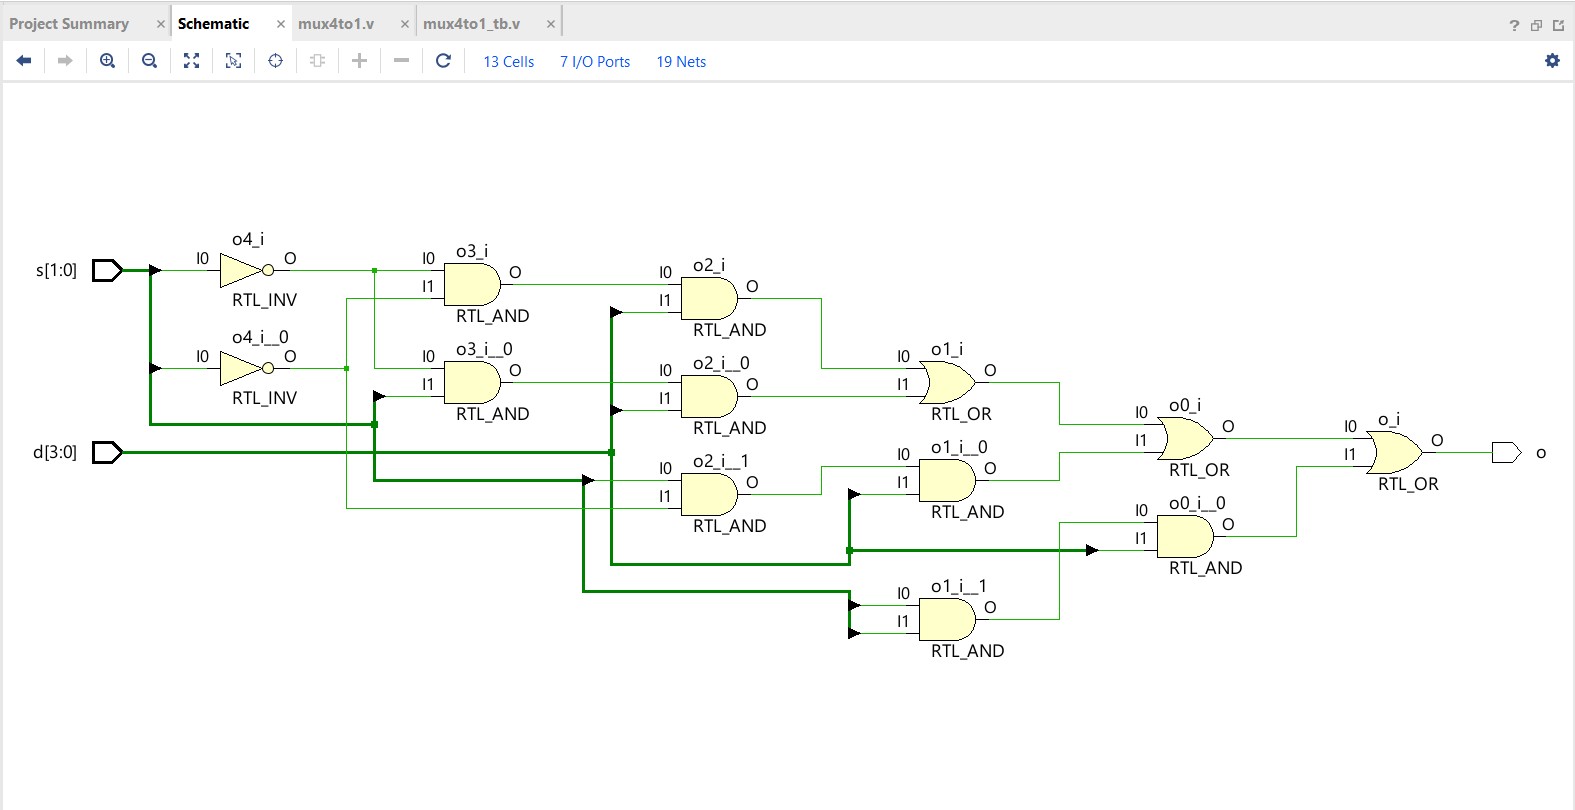 Project Summary × Schematic × mux4to1.v × mux4to1_tb.v × ?
13 Cells 7 I/O Ports 19 Nets
s[1:0]
d[3:0]
o4_i
I0 O
RTL_INV
o4_i__0
I0 O
RTL_INV
o3_i
I0 O
I1
RTL_AND
o3_i__0
I0 O
I1
RTL_AND
o2_i
I0 O
I1
RTL_AND
o2_i__0
I0 O
I1
RTL_AND
o2_i__1
I0 O
I1
RTL_AND
o1_i
I0 O
I1
RTL_OR
o1_i__0
I0 O
I1
RTL_AND
o1_i__1
I0 O
I1
RTL_AND
o0_i
I0 O
I1
RTL_OR
o0_i__0
I0 O
I1
RTL_AND
o_i
I0 O
I1
RTL_OR
o